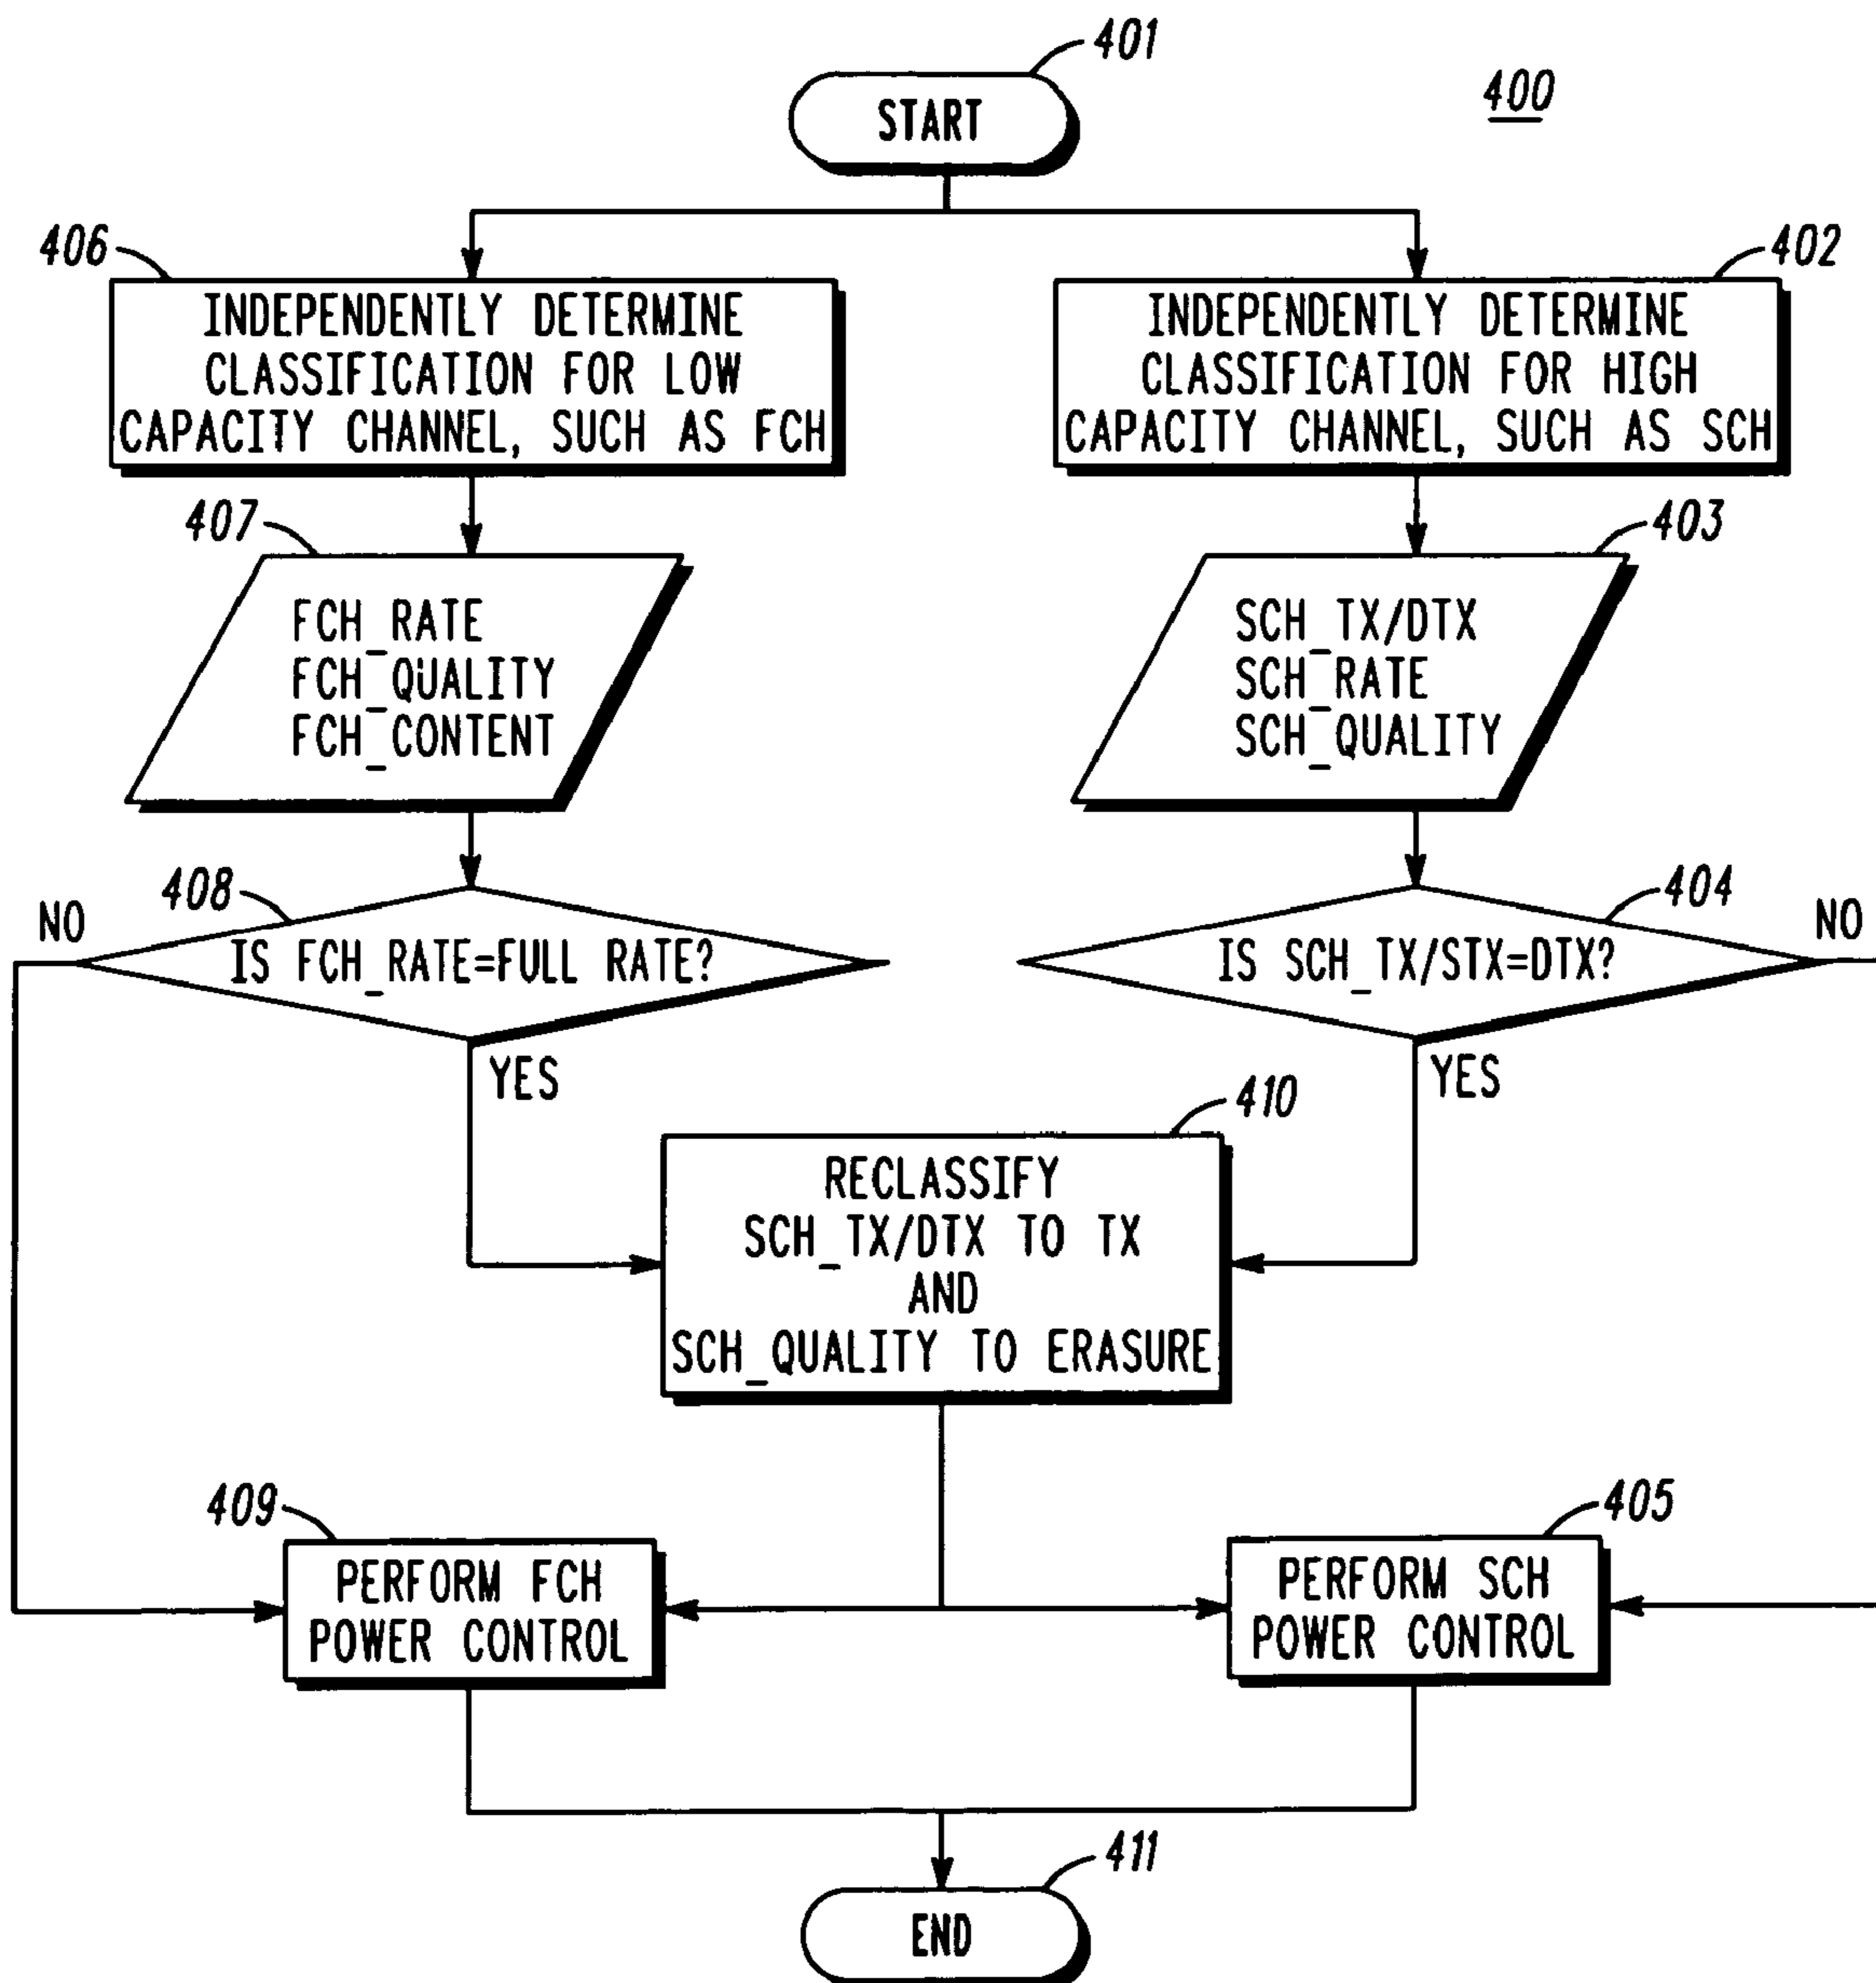 401
400
START
406
402
INDEPENDENTLY DETERMINE
CLASSIFICATION FOR LOW
CAPACITY CHANNEL, SUCH AS FCH
INDEPENDENTLY DETERMINE
CLASSIFICATION FOR HIGH
CAPACITY CHANNEL, SUCH AS SCH
407
403
FCH_RATE
FCH_QUALITY
FCH_CONTENT
SCH_TX/DTX
SCH_RATE
SCH_QUALITY
408
404
NO
IS FCH_RATE=FULL RATE?
IS SCH_TX/STX=DTX?
NO
YES
YES
410
RECLASSIFY
SCH_TX/DTX TO TX
AND
SCH_QUALITY TO ERASURE
409
405
PERFORM FCH
POWER CONTROL
PERFORM SCH
POWER CONTROL
411
END